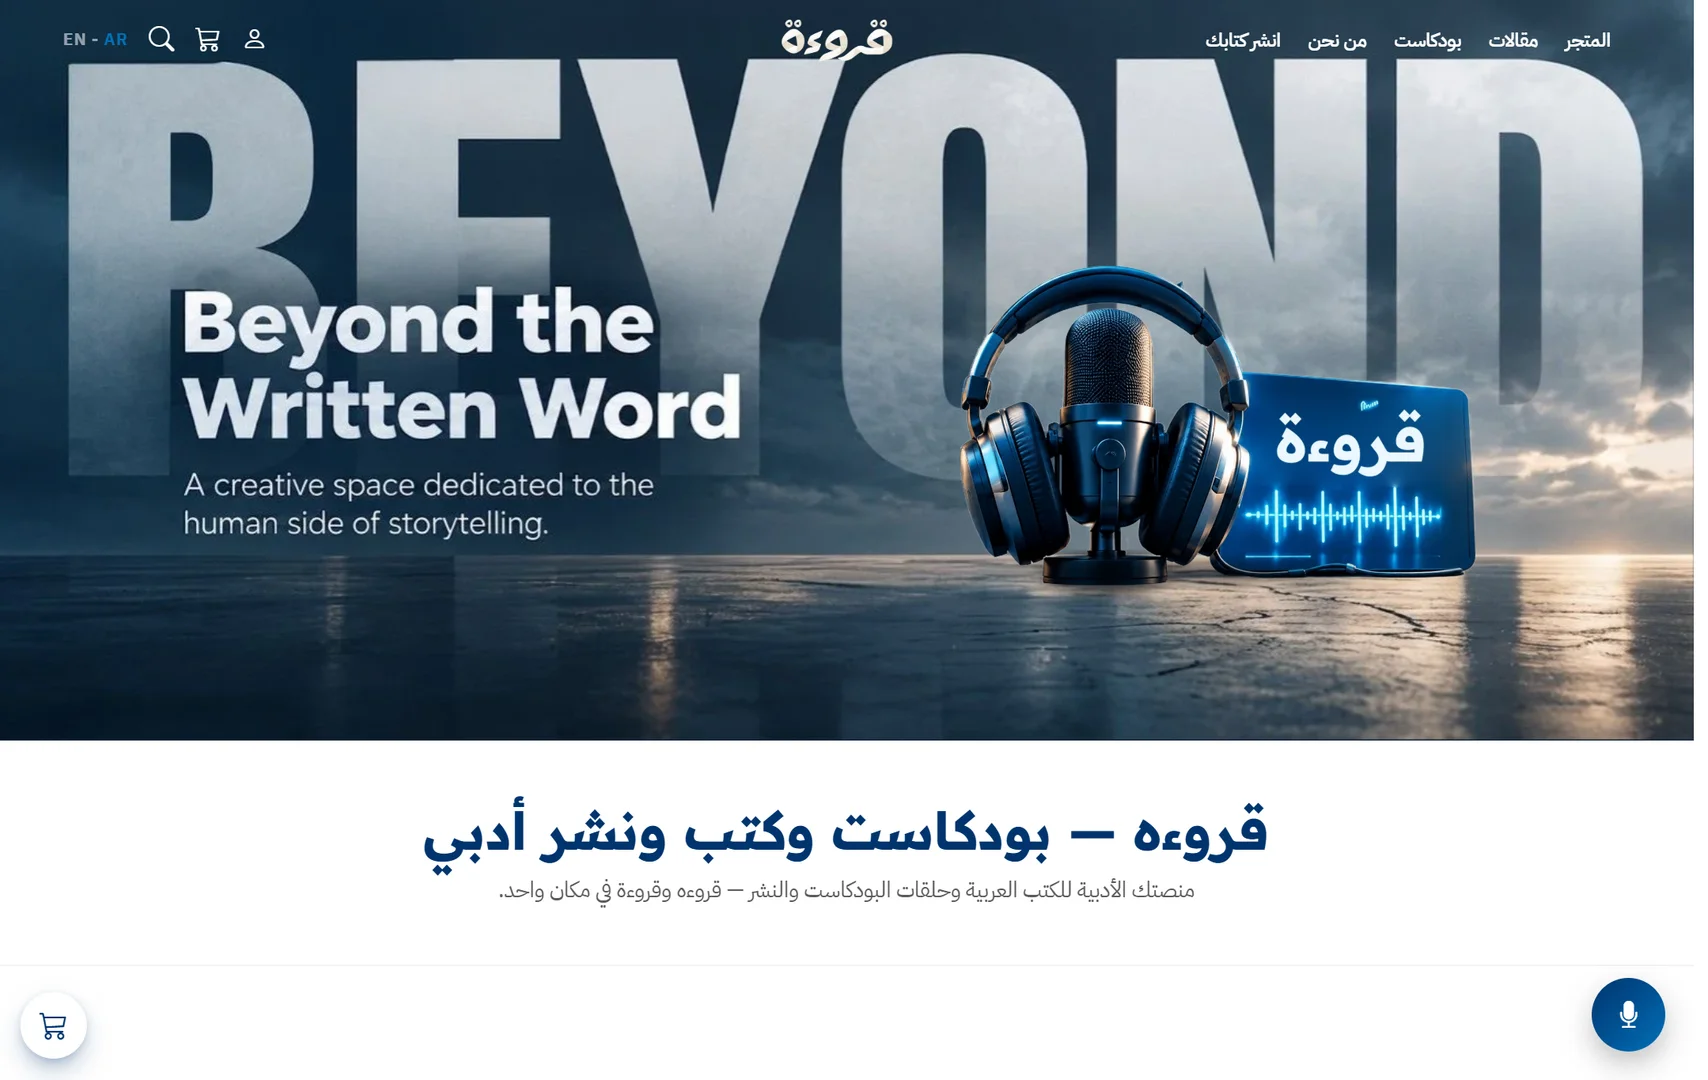 المتجر
مقالات
بودكاست
من نحن
انشر كتابك
قروءة
EN - AR
BEYOND
Beyond the
Written Word
A creative space dedicated to the
human side of storytelling.
قروءة
قروءه — بودكاست وكتب ونشر أدبي
منصتك الأدبية للكتب العربية وحلقات البودكاست والنشر — قروءه وقروءة في مكان واحد.